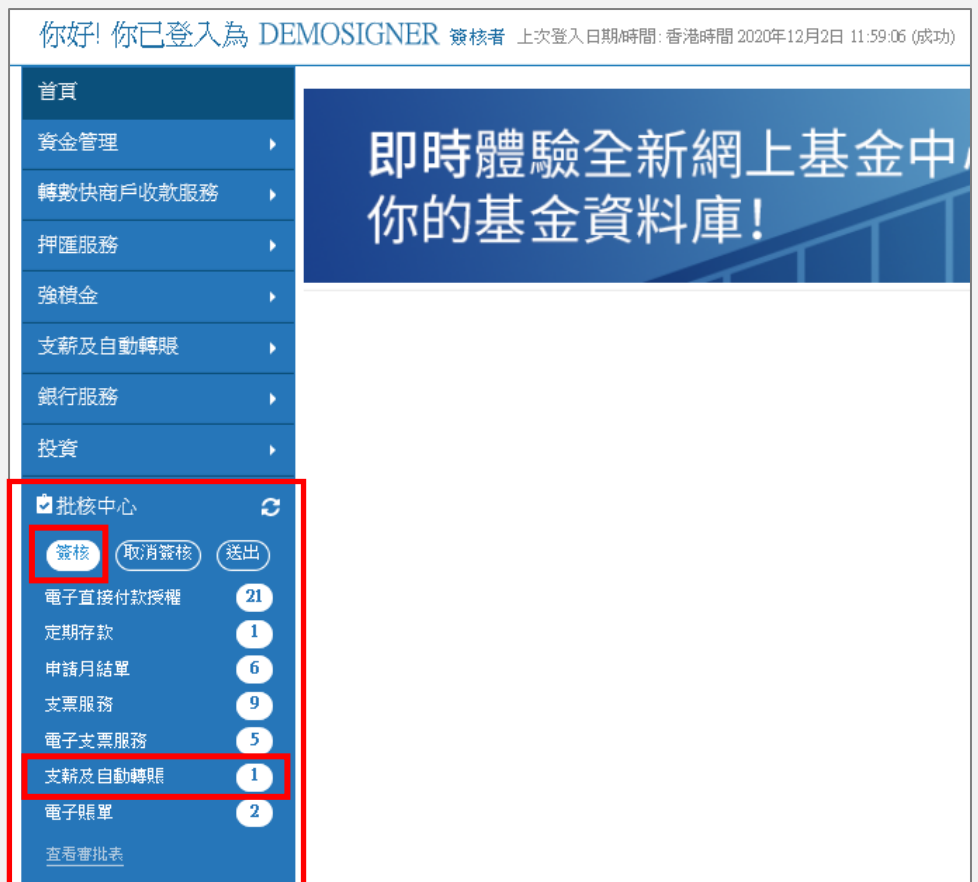 你好! 你已登入為 DEMOSIGNER 簽核者 上次登入日期/時間: 香港時間 2020年12月2日 11:59:06 (成功)
首頁
資金管理
轉數快商戶收款服務
押匯服務
強積金
支薪及自動轉賬
銀行服務
投資
即時體驗全新網上基金中
你的基金資料庫!
批核中心
簽核 取消簽核 送出
電子直接付款授權 21
定期存款 1
申請月結單 6
支票服務 9
電子支票服務 5
支薪及自動轉賬 1
電子賬單 2
查看審批表